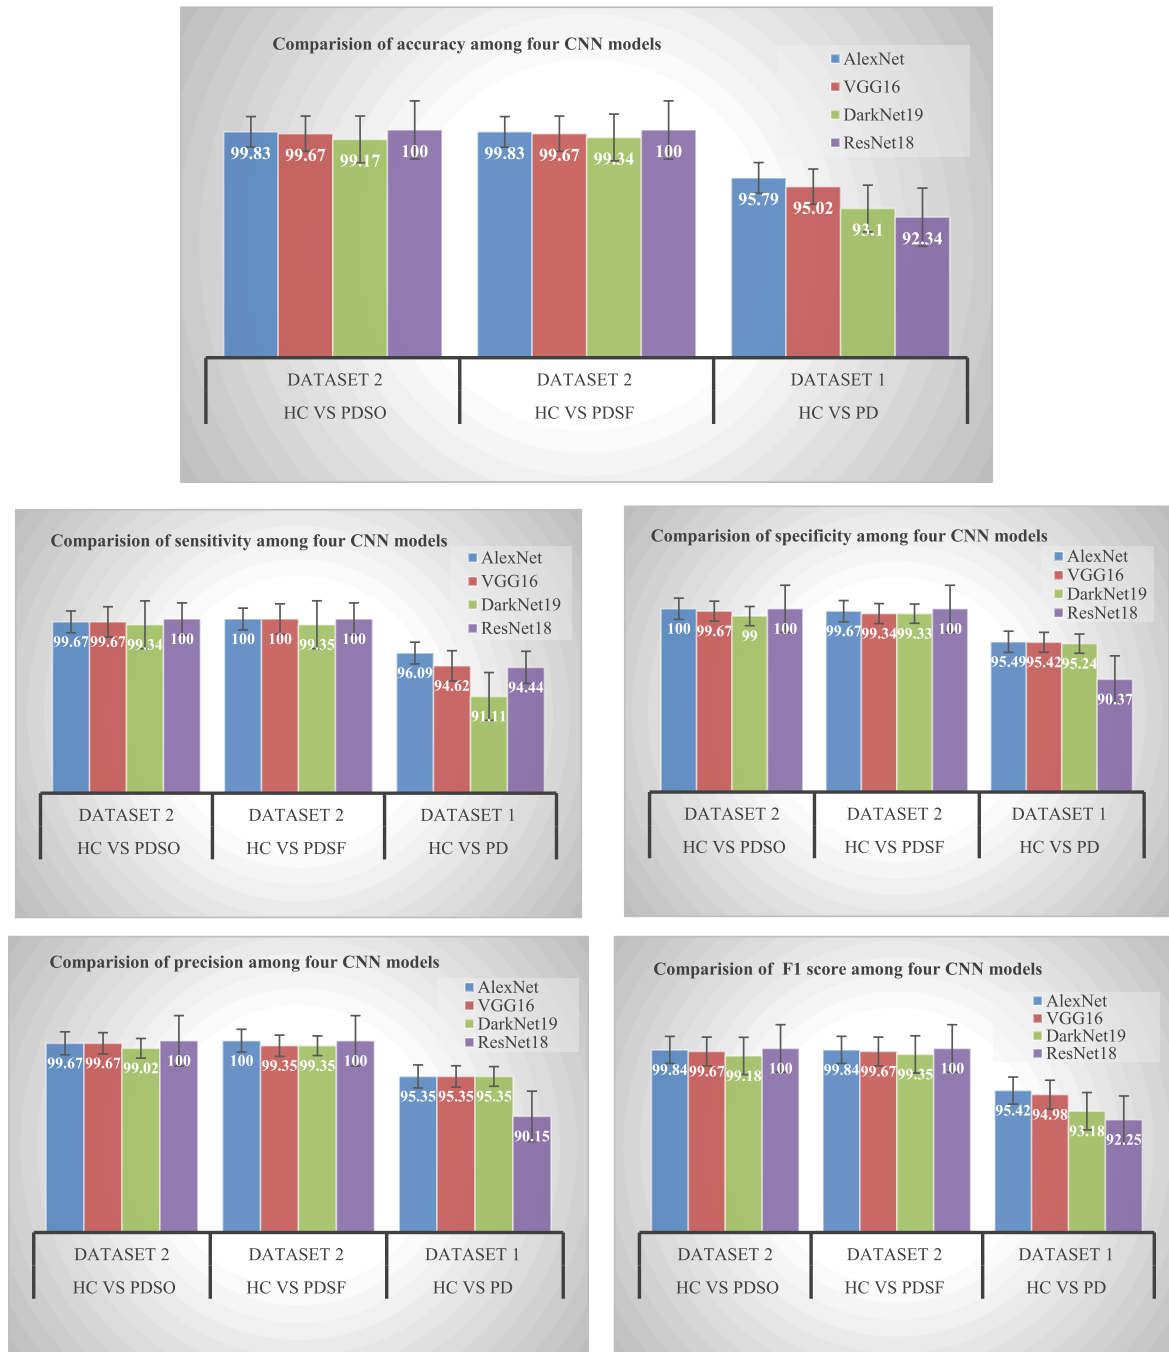 Comparision of accuracy among four CNN models
AlexNet
VGG16
DarkNet19
ResNet18
99.83
99.67
99.17
100
99.83
99.67
99.34
100
95.79
95.02
93.1
92.34
DATASET 2
DATASET 2
DATASET 1
HC VS PDSO
HC VS PDSF
HC VS PD
Comparision of sensitivity among four CNN models
AlexNet
VGG16
DarkNet19
ResNet18
99.67
99.67
99.34
100
100
100
99.35
100
96.09
94.62
91.11
94.44
DATASET 2
DATASET 2
DATASET 1
HC VS PDSO
HC VS PDSF
HC VS PD
Comparision of specificity among four CNN models
AlexNet
VGG16
DarkNet19
ResNet18
100
99.67
99
100
99.67
99.34
99.33
100
95.49
95.42
95.24
90.37
DATASET 2
DATASET 2
DATASET 1
HC VS PDSO
HC VS PDSF
HC VS PD
Comparision of precision among four CNN models
AlexNet
VGG16
DarkNet19
ResNet18
99.67
99.67
99.02
100
100
99.35
99.35
100
95.35
95.35
95.35
90.15
DATASET 2
DATASET 2
DATASET 1
HC VS PDSO
HC VS PDSF
HC VS PD
Comparision of  F1 score among four CNN models
AlexNet
VGG16
DarkNet19
ResNet18
99.84
99.67
99.18
100
99.84
99.67
99.35
100
95.42
94.98
93.18
92.25
DATASET 2
DATASET 2
DATASET 1
HC VS PDSO
HC VS PDSF
HC VS PD